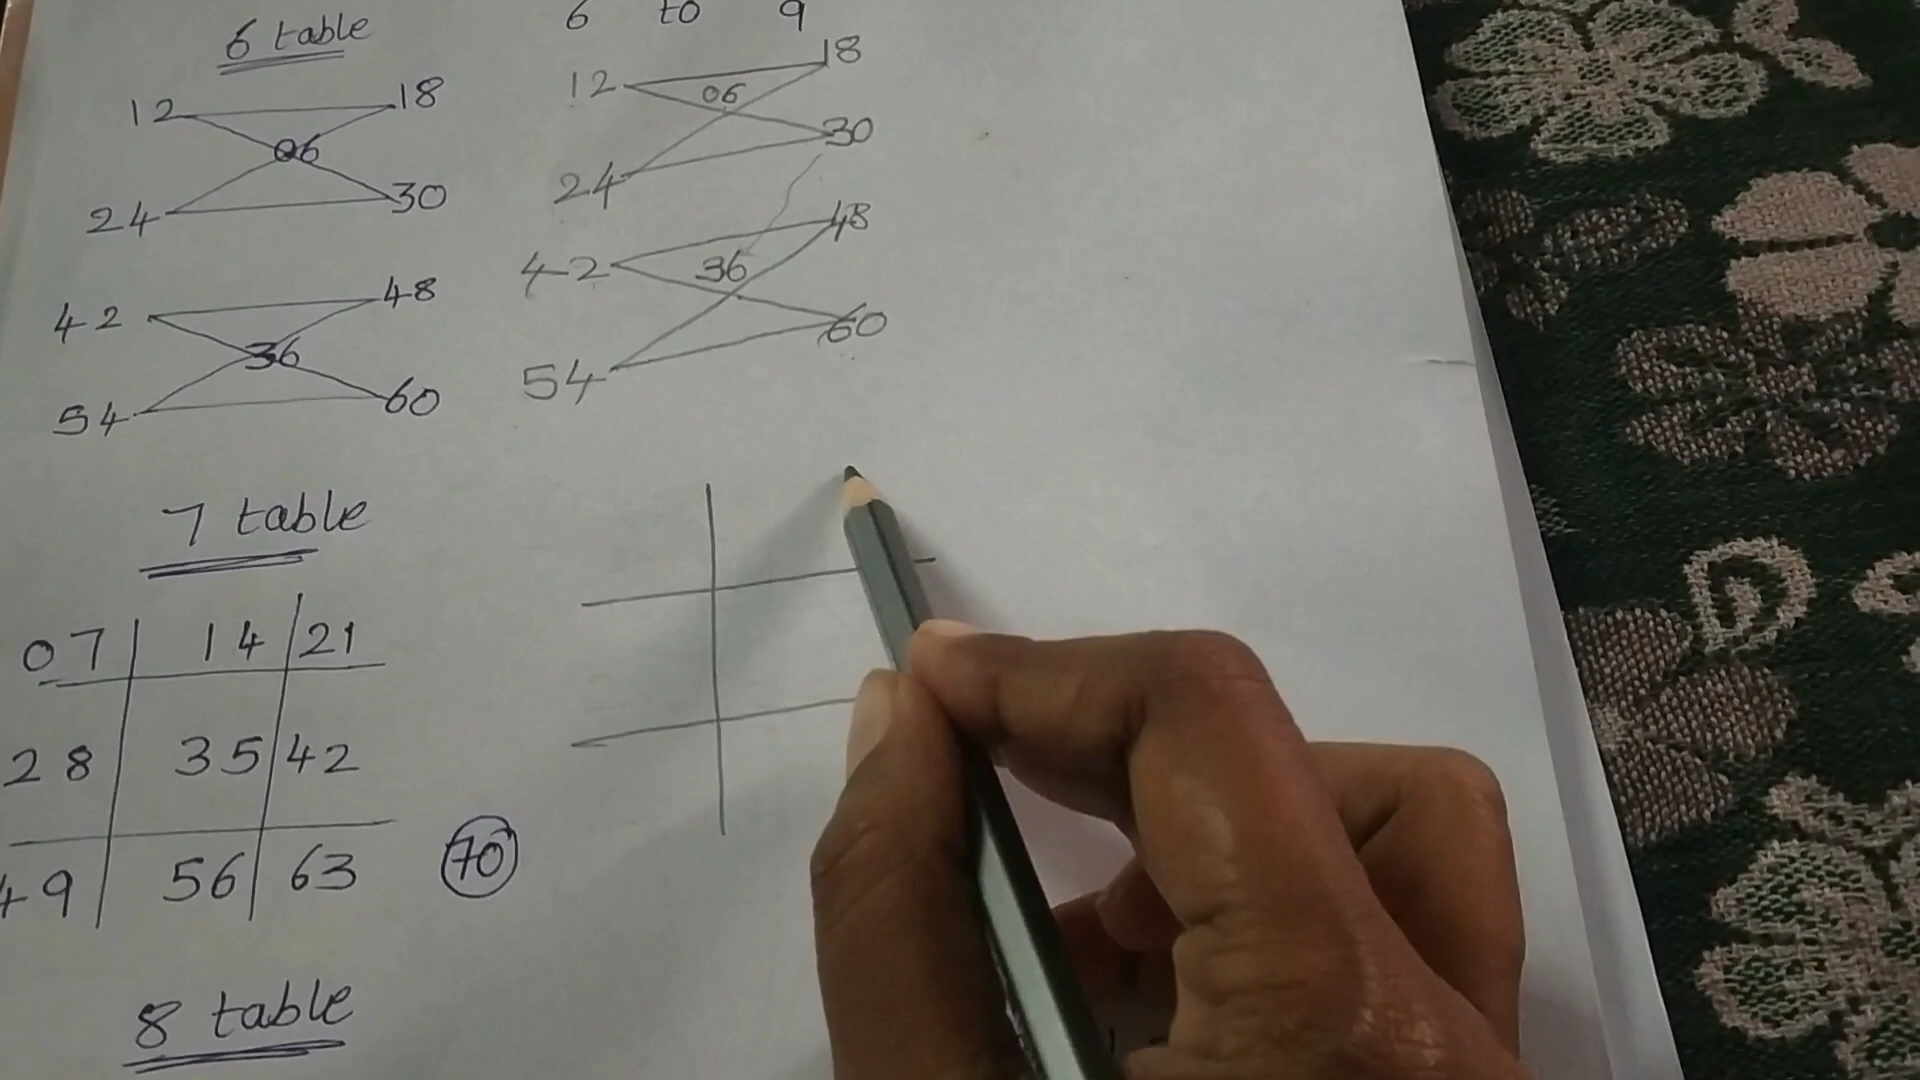 6 table
6 to 9
12 18
06
24 30
42 48
36
54 60
12 18
06
24 30
42 48
36
54 60
7 table
07 14 21
28 35 42
49 56 63 70
8 table